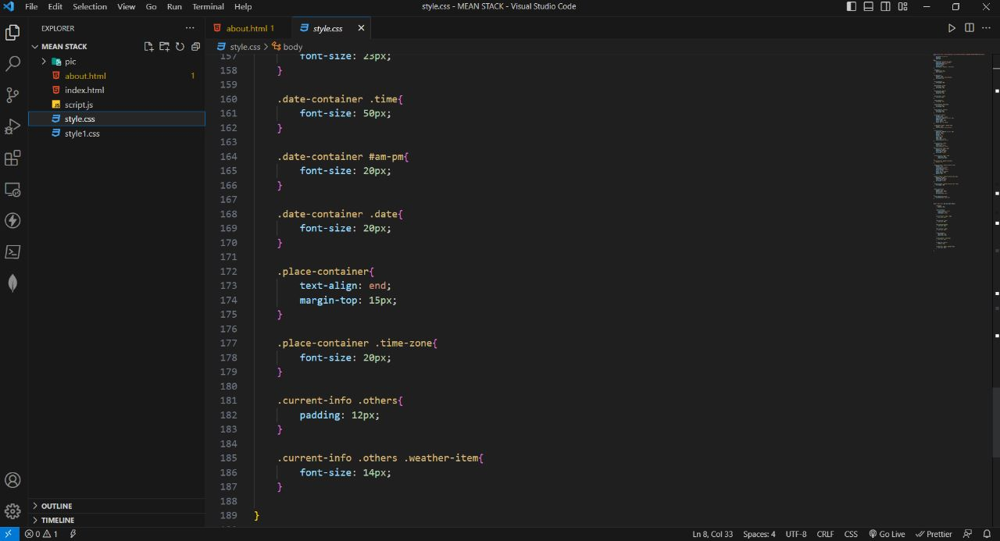 File Edit Selection View Go Run Terminal Help
style.css - MEAN STACK - Visual Studio Code
EXPLORER
MEAN STACK
pic
about.html 1
index.html
script.js
style.css
style1.css
OUTLINE
TIMELINE
about.html 1 style.css
style.css > body
157 font-size: 23px;
158 }
159
160 .date-container .time{
161 font-size: 50px;
162 }
163
164 .date-container #am-pm{
165 font-size: 20px;
166 }
167
168 .date-container .date{
169 font-size: 20px;
170 }
171
172 .place-container{
173 text-align: end;
174 margin-top: 15px;
175 }
176
177 .place-container .time-zone{
178 font-size: 20px;
179 }
180
181 .current-info .others{
182 padding: 12px;
183 }
184
185 .current-info .others .weather-item{
186 font-size: 14px;
187 }
188
189 }
0 1 Ln 8, Col 33 Spaces: 4 UTF-8 CRLF CSS Go Live Prettier